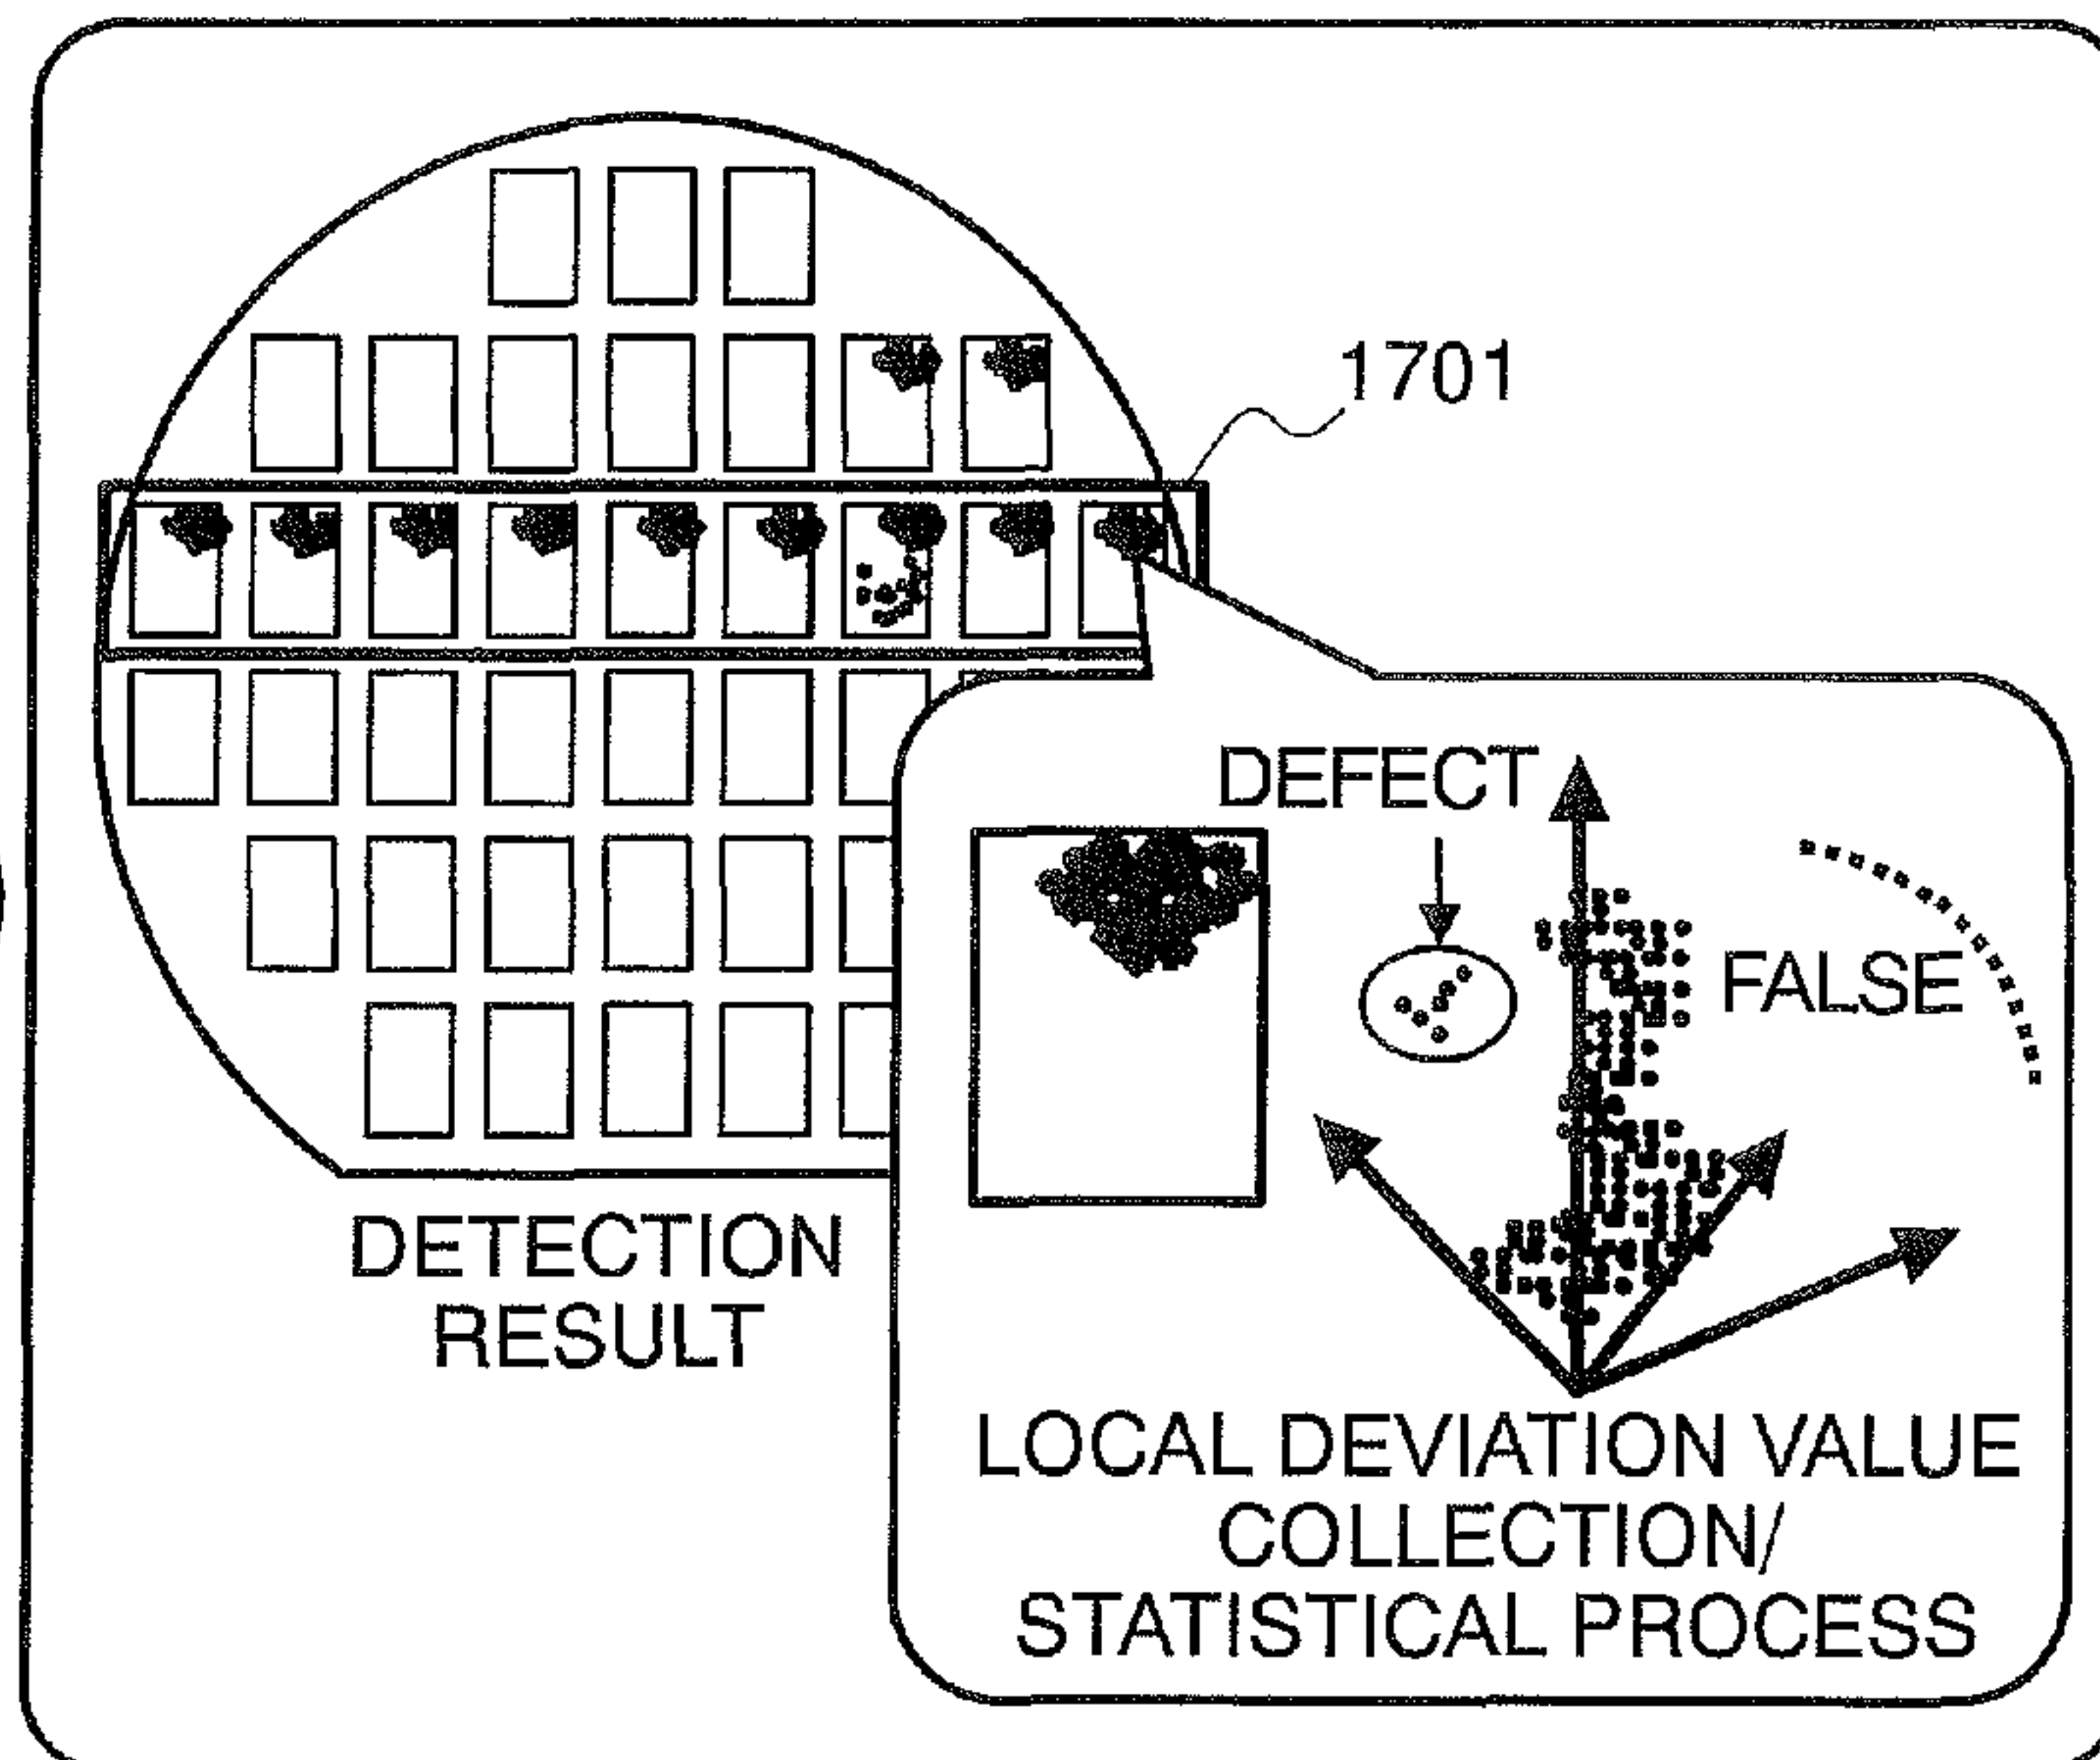 1701
DEFECT
FALSE
DETECTION
RESULT
LOCAL DEVIATION VALUE
COLLECTION/
STATISTICAL PROCESS